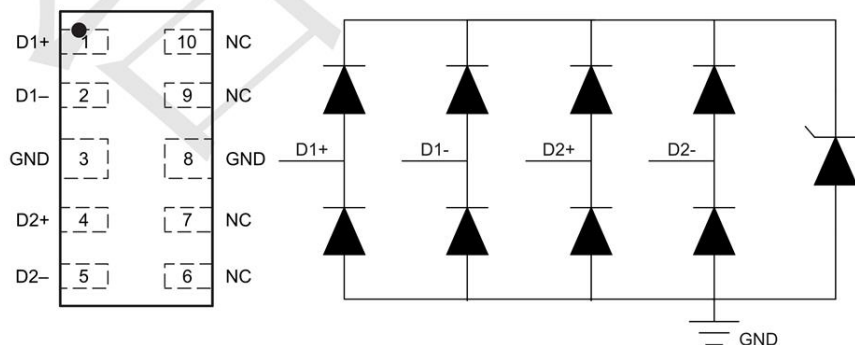 D1+ 1 10 NC
D1– 2 9 NC
GND 3 8 GND
D2+ 4 7 NC
D2– 5 6 NC
D1+ D1- D2+ D2-
GND